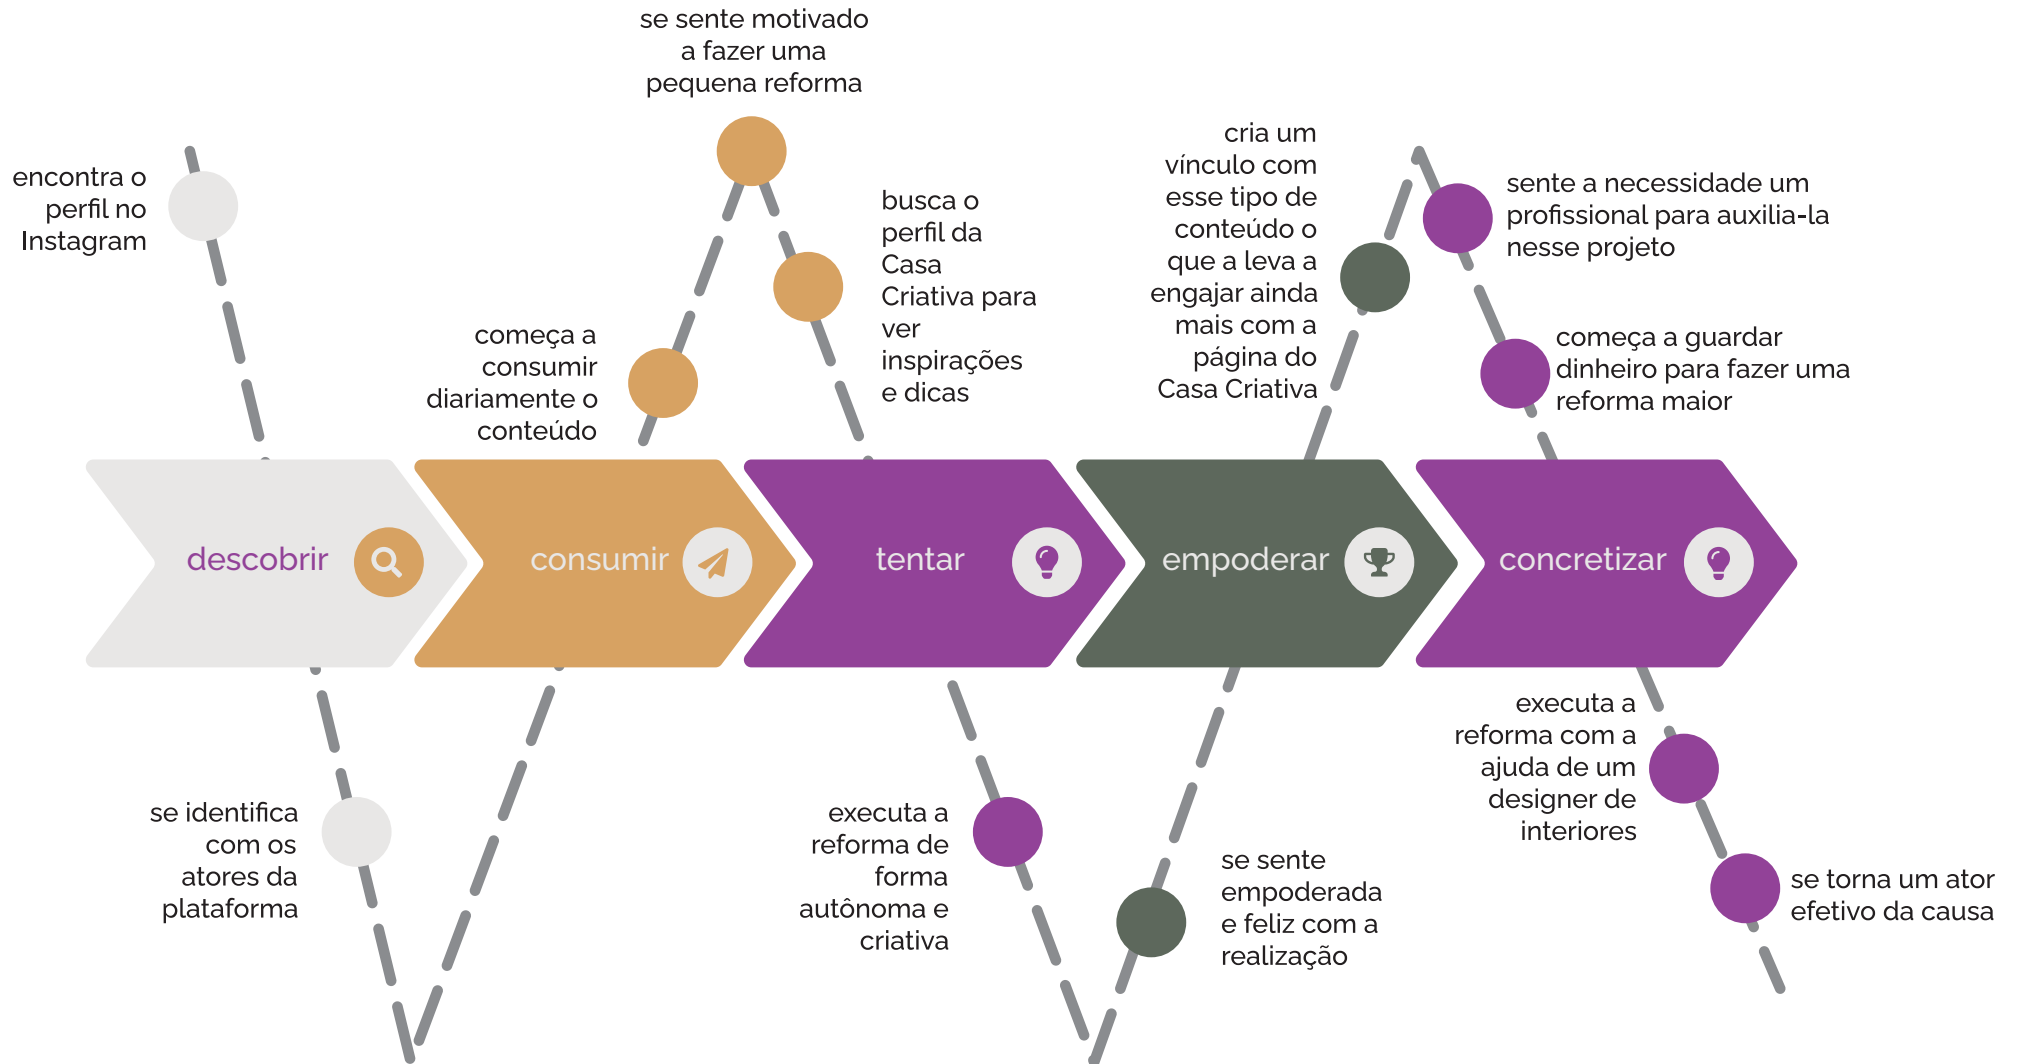 encontra o
perfil no
Instagram
se identifica
com os
atores da
plataforma
começa a
consumir
diariamente o
conteúdo
se sente motivado
a fazer uma
pequena reforma
busca o
perfil da
Casa
Criativa para
ver
inspirações
e dicas
executa a
reforma de
forma
autônoma e
criativa
se sente
empoderada
e feliz com a
realização
cria um
vínculo com
esse tipo de
conteúdo o
que a leva a
engajar ainda
mais com a
página do
Casa Criativa
sente a necessidade um
profissional para auxilia-la
nesse projeto
começa a guardar
dinheiro para fazer uma
reforma maior
executa a
reforma com a
ajuda de um
designer de
interiores
se torna um ator
efetivo da causa
descobrir
consumir
tentar
empoderar
concretizar